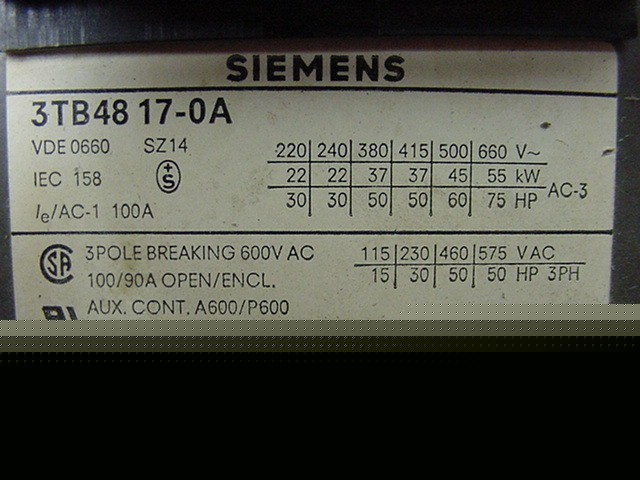 SIEMENS
3TB48 17-0A
VDE 0660 SZ14
IEC 158
Ie/AC-1 100A
220 240 380 415 500 660 V~
22 22 37 37 45 55 kW
30 30 50 50 60 75 HP
AC-3
+S
SA 3POLE BREAKING 600V AC
100/90A OPEN/ENCL.
AUX. CONT. A600/P600
115 230 460 575 VAC
15 30 50 50 HP 3PH